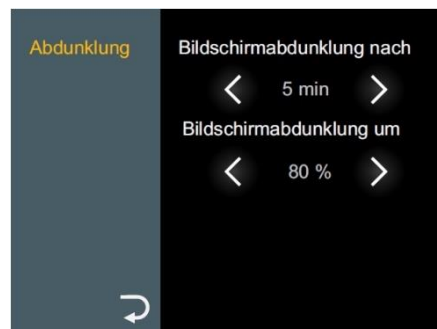 Abdunklung
Bildschirmabdunklung nach
5 min
Bildschirmabdunklung um
80 %